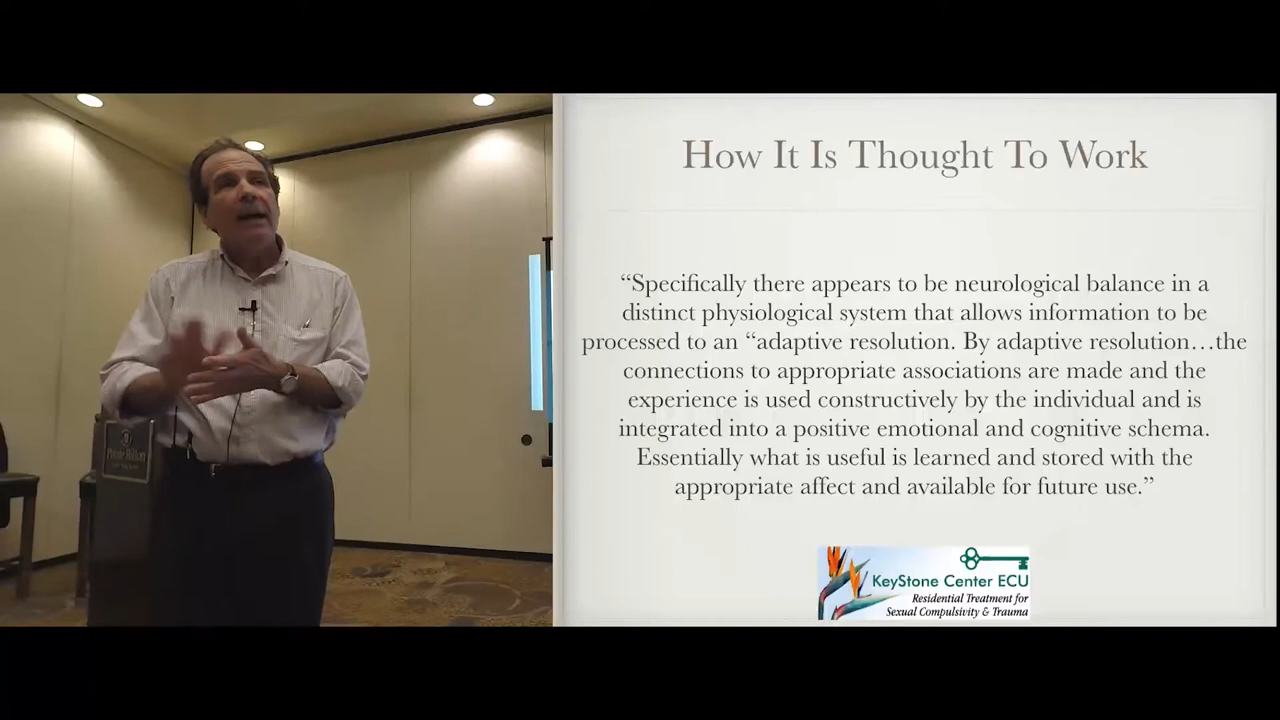 How It Is Thought To Work
“Specifically there appears to be neurological balance in a
distinct physiological system that allows information to be
processed to an “adaptive resolution. By adaptive resolution…the
connections to appropriate associations are made and the
experience is used constructively by the individual and is
integrated into a positive emotional and cognitive schema.
Essentially what is useful is learned and stored with the
appropriate affect and available for future use.”
KeyStone Center ECU
Residential Treatment for
Sexual Compulsivity & Trauma